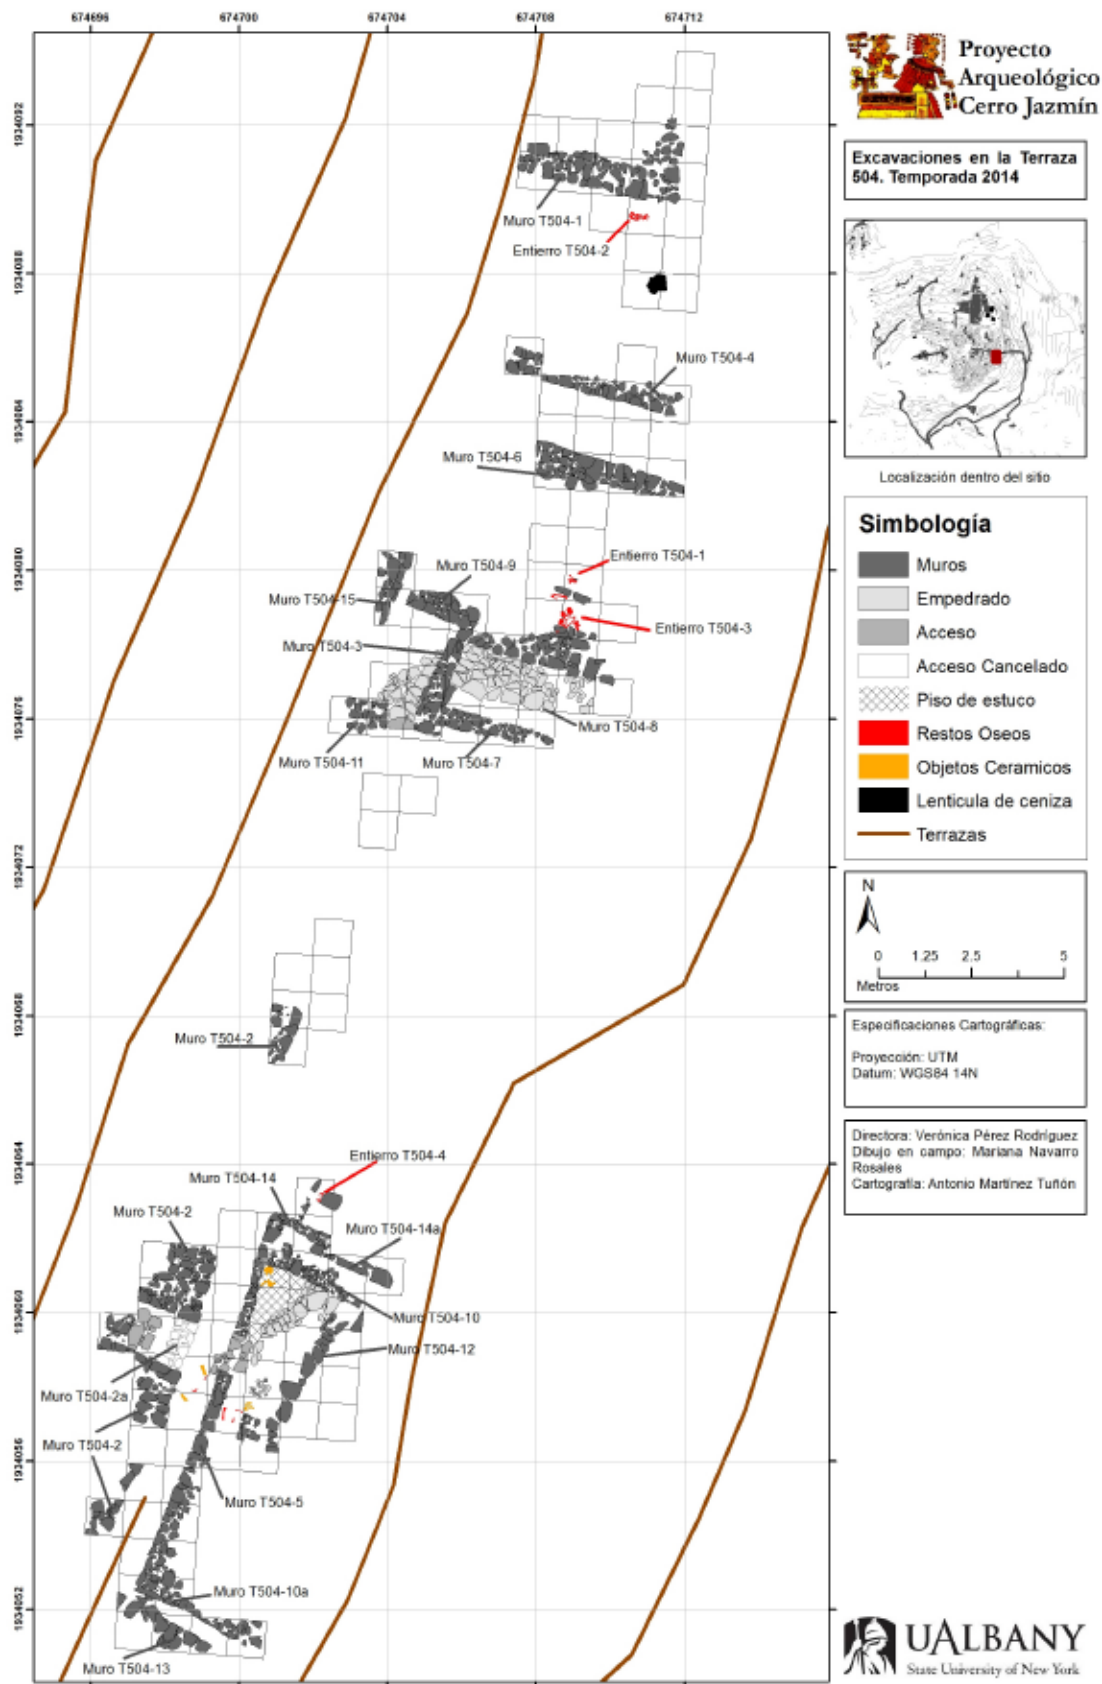 674696 674700 674704 674708 674712
1934092
1934088
1934084
1934080
1934076
1934072
1934068
1934064
1934060
1934056
1934052
Muro T504-1
Entierro T504-2
Muro T504-4
Muro T504-6
Entierro T504-1
Muro T504-9
Muro T504-15
Entierro T504-3
Muro T504-3
Muro T504-8
Muro T504-11
Muro T504-7
Muro T504-2
Entierro T504-4
Muro T504-14
Muro T504-2
Muro T504-14a
Muro T504-10
Muro T504-12
Muro T504-2a
Muro T504-2
Muro T504-5
Muro T504-10a
Muro T504-13
Proyecto
Arqueológico
Cerro Jazmín
Excavaciones en la Terraza
504. Temporada 2014
Localización dentro del sitio
Simbología
Muros
Empedrado
Acceso
Acceso Cancelado
Piso de estuco
Restos Oseos
Objetos Ceramicos
Lenticula de ceniza
Terrazas
N
0 1.25 2.5 5
Metros
Especificaciones Cartográficas:
Proyección: UTM
Datum: WGS84 14N
Directora: Verónica Pérez Rodríguez
Dibujo en campo: Mariana Navarro
Rosales
Cartografía: Antonio Martínez Tuñón
UALBANY
State University of New York